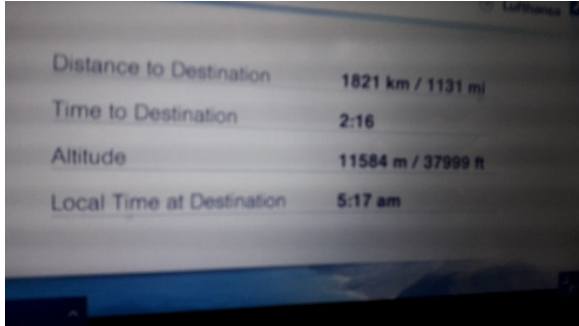 Lufthansa
Distance to Destination 1821 km / 1131 mi
Time to Destination 2:16
Altitude 11584 m / 37999 ft
Local Time at Destination 5:17 am